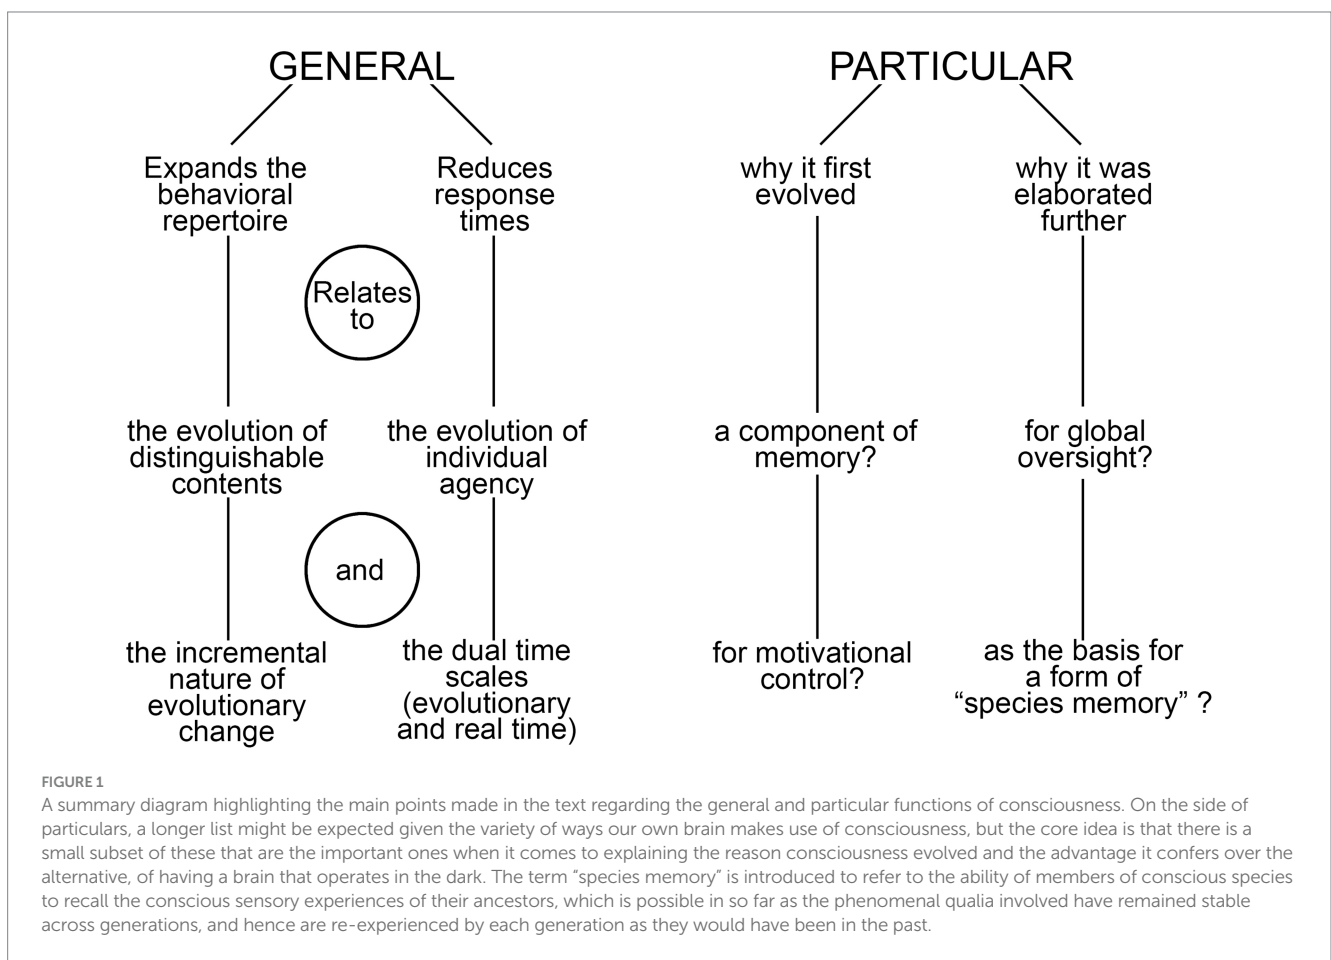 GENERAL
Expands the
behavioral
repertoire
Reduces
response
times
Relates
to
the evolution of
distinguishable
contents
the evolution of
individual
agency
and
the incremental
nature of
evolutionary
change
the dual time
scales
(evolutionary
and real time)
PARTICULAR
why it first
evolved
why it was
elaborated
further
a component of
memory?
for global
oversight?
for motivational
control?
as the basis for
a form of
“species memory” ?
FIGURE 1
A summary diagram highlighting the main points made in the text regarding the general and particular functions of consciousness. On the side of
particulars, a longer list might be expected given the variety of ways our own brain makes use of consciousness, but the core idea is that there is a
small subset of these that are the important ones when it comes to explaining the reason consciousness evolved and the advantage it confers over the
alternative, of having a brain that operates in the dark. The term “species memory” is introduced to refer to the ability of members of conscious species
to recall the conscious sensory experiences of their ancestors, which is possible in so far as the phenomenal qualia involved have remained stable
across generations, and hence are re-experienced by each generation as they would have been in the past.